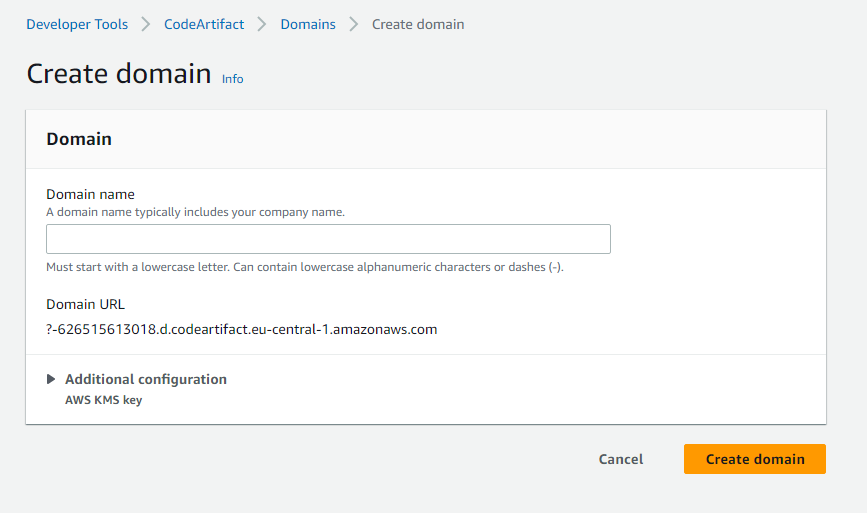 Developer Tools > CodeArtifact > Domains > Create domain
Create domain Info
Domain
Domain name
A domain name typically includes your company name.
Must start with a lowercase letter. Can contain lowercase alphanumeric characters or dashes (-).
Domain URL
?-626515613018.d.codeartifact.eu-central-1.amazonaws.com
Additional configuration
AWS KMS key
Cancel Create domain